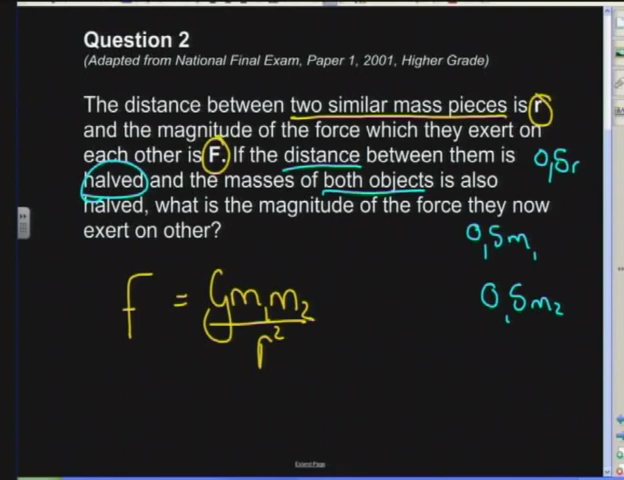 Question 2
(Adapted from National Final Exam, Paper 1, 2001, Higher Grade)
The distance between two similar mass pieces is r
and the magnitude of the force which they exert on
each other is F. If the distance between them is
halved and the masses of both objects is also
halved, what is the magnitude of the force they now
exert on other?
0,5r
0,5m₁
0,5m₂
F = Gm₁m₂
r²
Extend Page